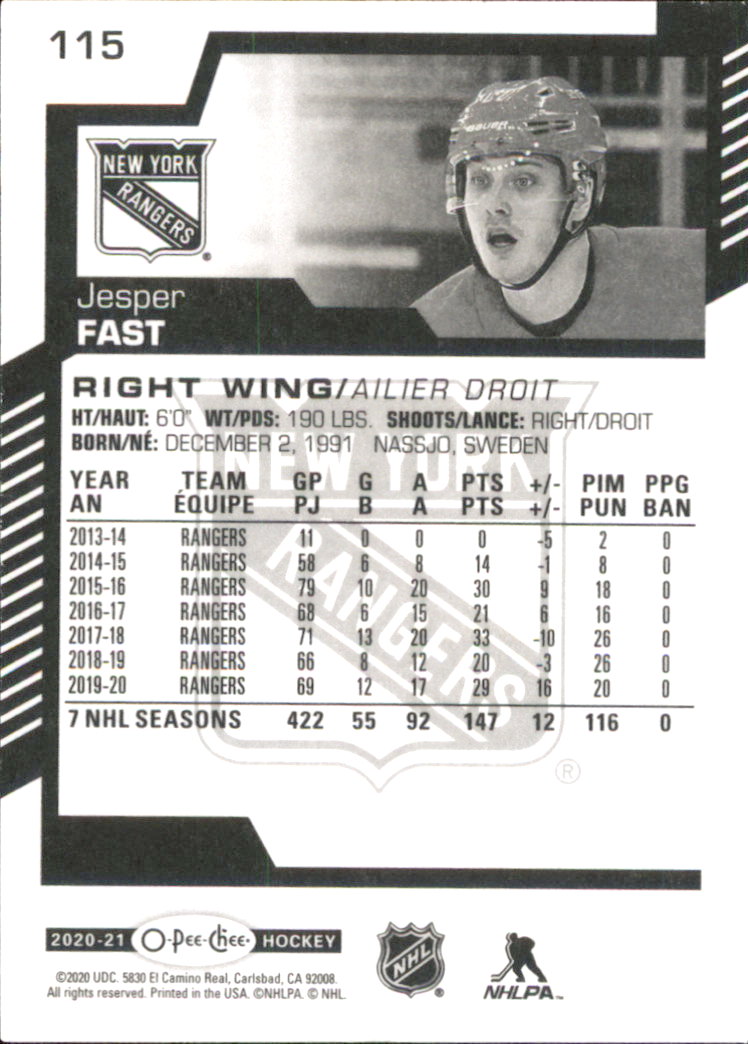 115
NEW YORK
RANGERS
®
BAUER
Jesper
FAST
RIGHT WING/AILIER DROIT
HT/HAUT: 6'0" WT/PDS: 190 LBS. SHOOTS/LANCE: RIGHT/DROIT
BORN/NÉ: DECEMBER 2, 1991 NASSJO, SWEDEN
YEAR TEAM GP G A PTS +/- PIM PPG
AN ÉQUIPE PJ B A PTS +/- PUN BAN
2013-14 RANGERS 11 0 0 0 -5 2 0
2014-15 RANGERS 58 6 8 14 -1 8 0
2015-16 RANGERS 79 10 20 30 9 18 0
2016-17 RANGERS 68 6 15 21 6 16 0
2017-18 RANGERS 71 13 20 33 -10 26 0
2018-19 RANGERS 66 8 12 20 -3 26 0
2019-20 RANGERS 69 12 17 29 16 20 0
7 NHL SEASONS 422 55 92 147 12 116 0
NEW YORK
RANGERS
®
2020-21 O-Pee-Chee® HOCKEY
NHL ®
NHLPA™
©2020 UDC. 5830 El Camino Real, Carlsbad, CA 92008.
All rights reserved. Printed in the USA. ©NHLPA. © NHL.